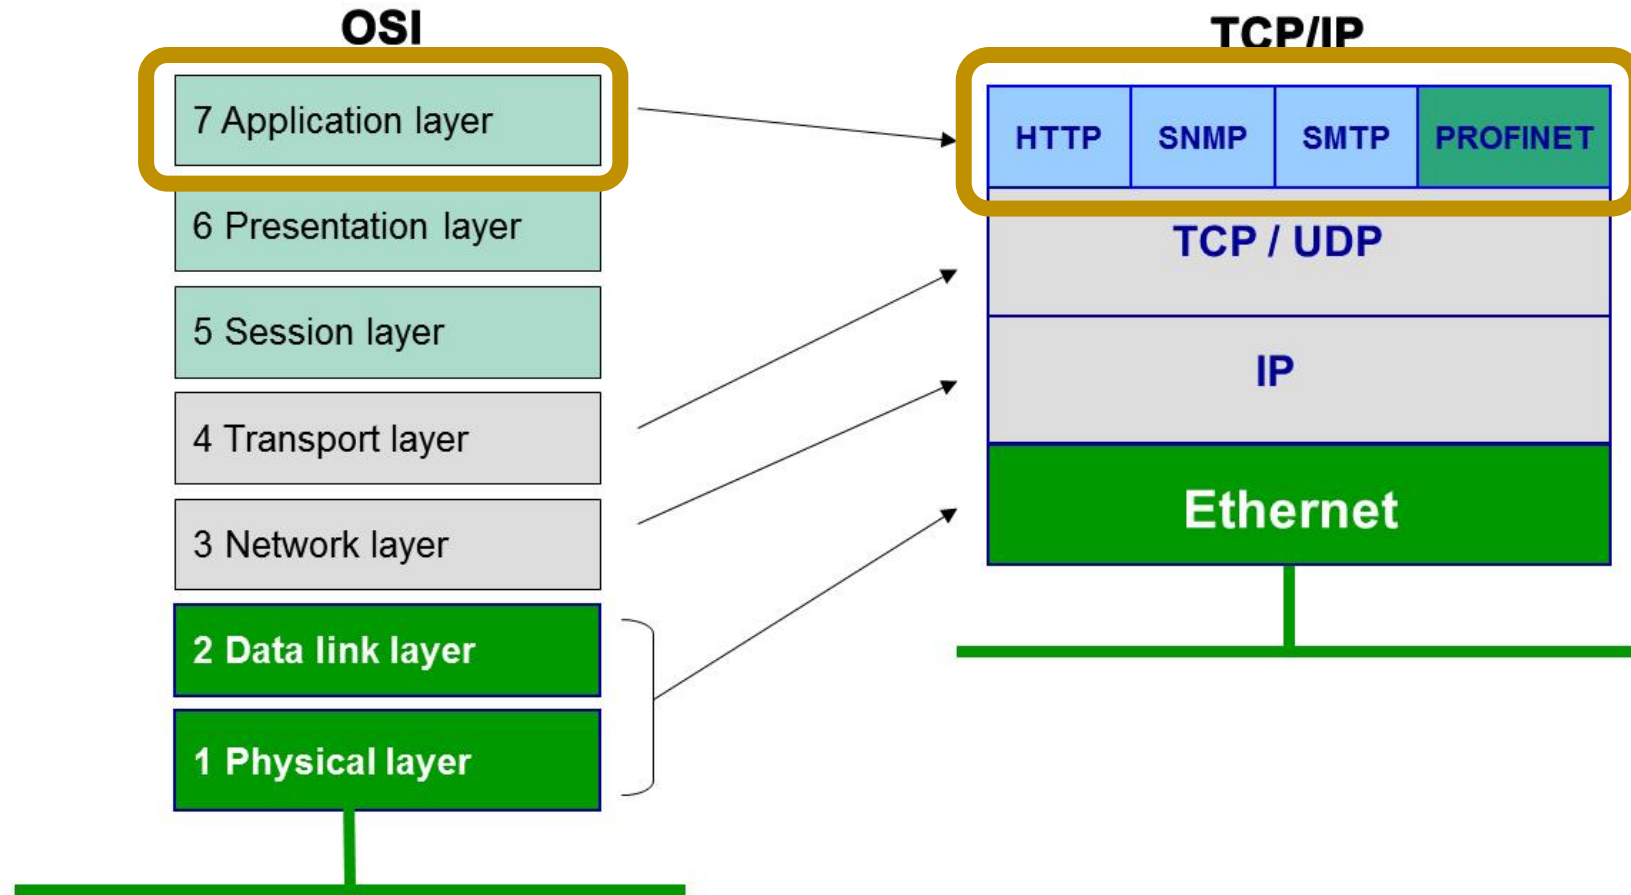 OSI
7 Application layer
6 Presentation layer
5 Session layer
4 Transport layer
3 Network layer
2 Data link layer
1 Physical layer
TCP/IP
HTTP SNMP SMTP PROFINET
TCP / UDP
IP
Ethernet